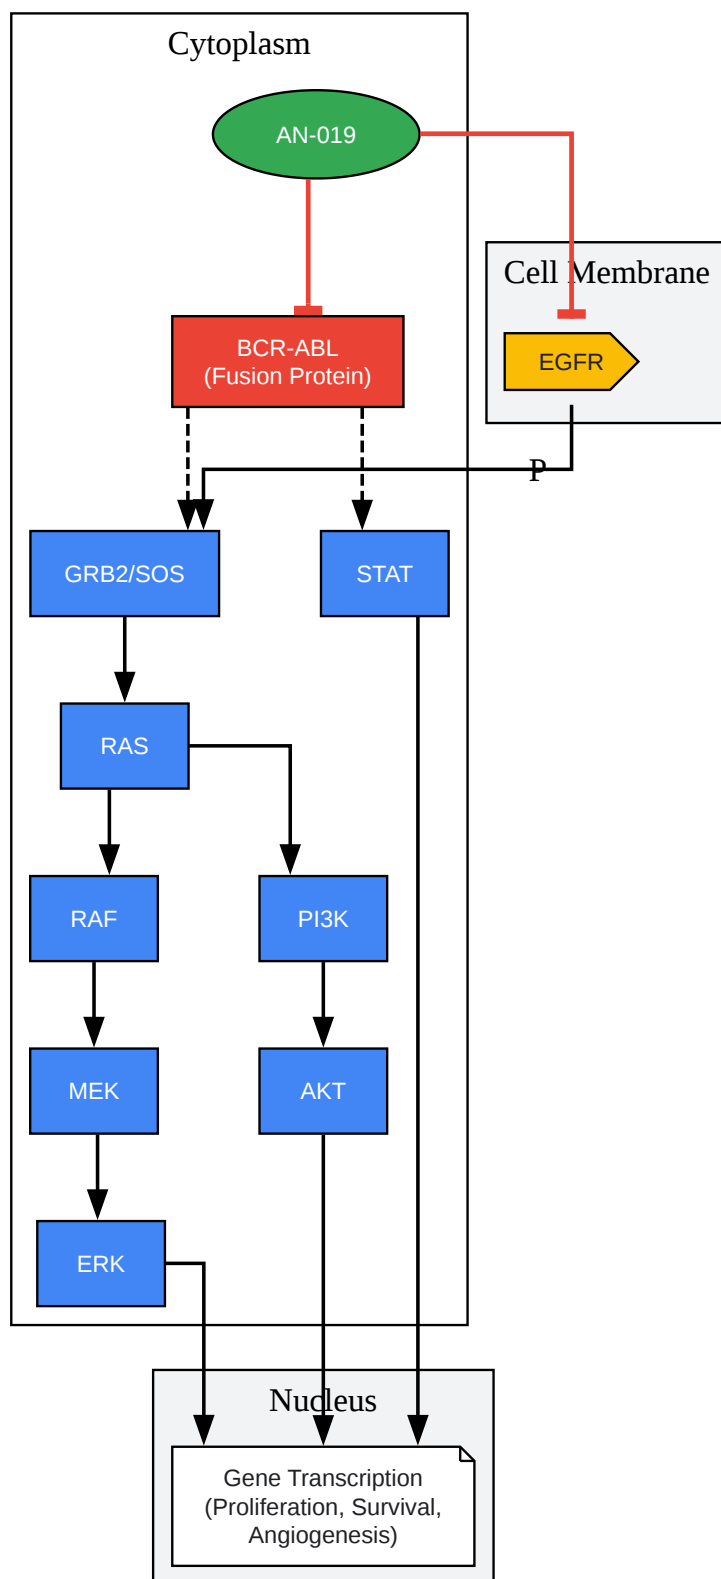 Cytoplasm
AN-019
Cell Membrane
BCR-ABL
(Fusion Protein)
EGFR
P
GRB2/SOS
STAT
RAS
RAF
PI3K
MEK
AKT
ERK
Nucleus
Gene Transcription
(Proliferation, Survival,
Angiogenesis)